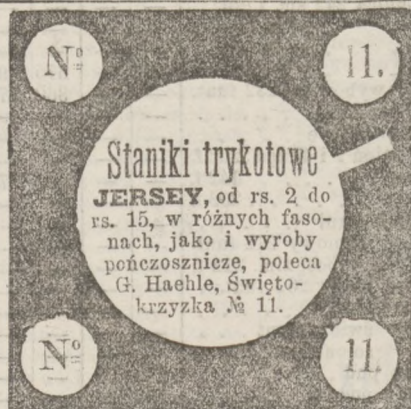 Nº 11.
Staniki trykotowe
JERSEY, od rs. 2 do
rs. 15, w różnych faso-
nach, jako i wyroby
pończosznicze, poleca
G. Haehle, Święto-
krzyzka № 11.
Nº 11.